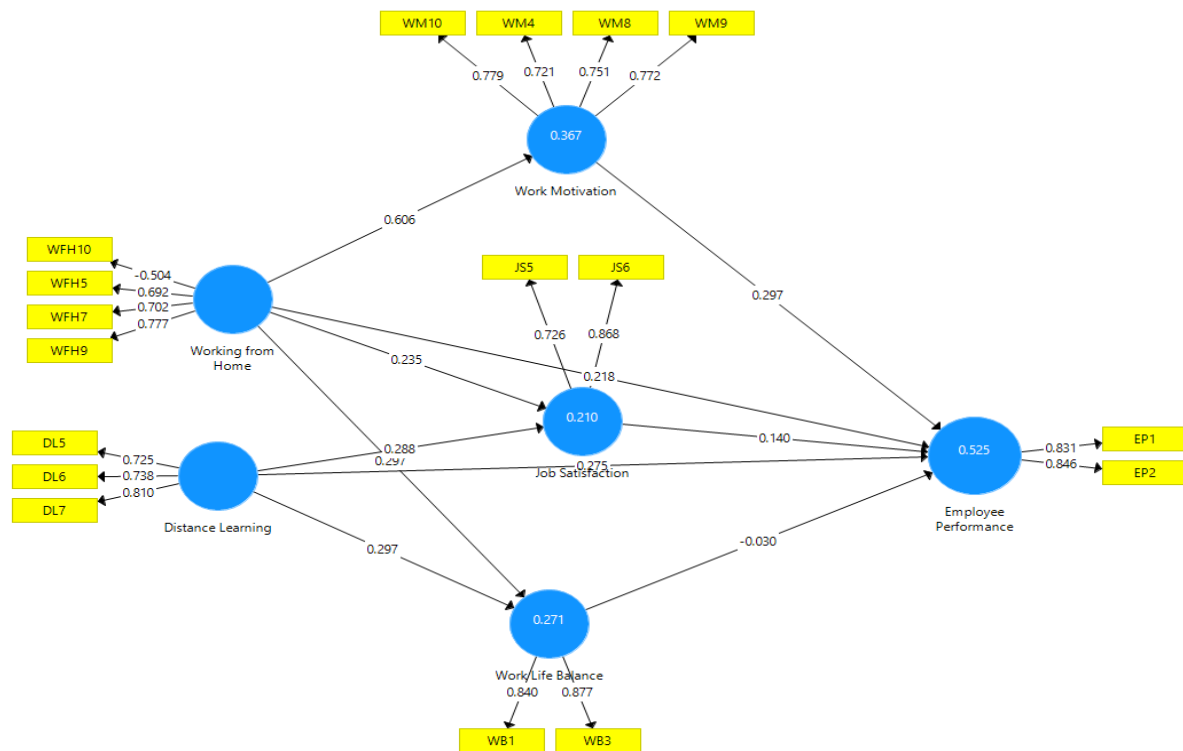 WM10 WM4 WM8 WM9
0.779 0.721 0.751 0.772
0.367
Work Motivation
0.606
WFH10
WFH5
WFH7
WFH9
-0.504
0.692
0.702
0.777
Working from
Home
JS5 JS6
0.726 0.868
0.297
0.235
0.218
0.210
Job Satisfaction
0.140
0.288
0.297
0.275
DL5
DL6
DL7
0.725
0.738
0.810
Distance Learning
0.525
Employee
Performance
0.831
0.846
EP1
EP2
0.297
-0.030
0.271
Work Life Balance
0.840 0.877
WB1 WB3